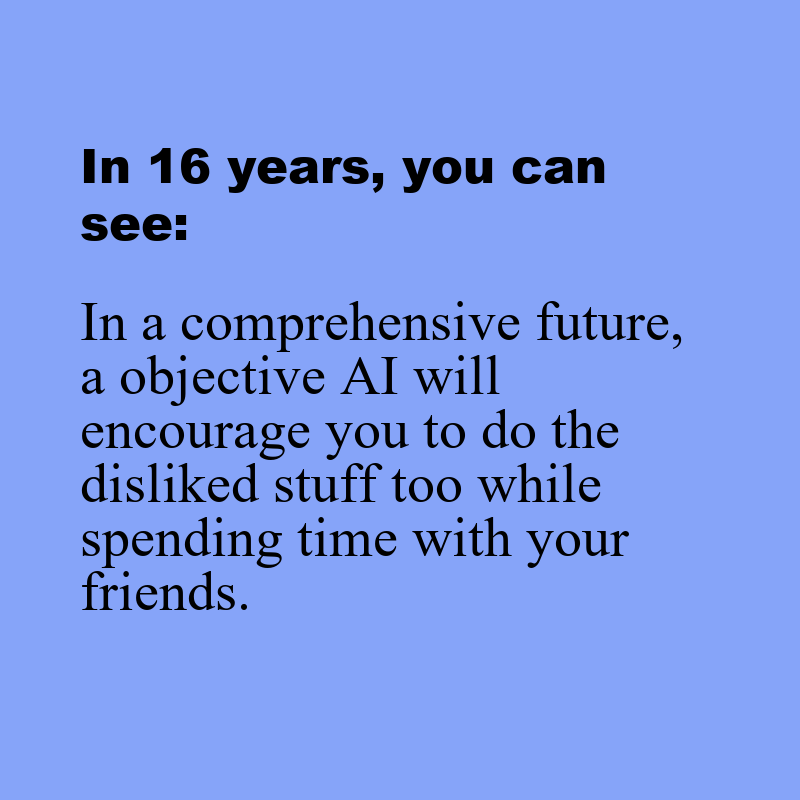 In 16 years, you can
see:
In a comprehensive future,
a objective AI will
encourage you to do the
disliked stuff too while
spending time with your
friends.